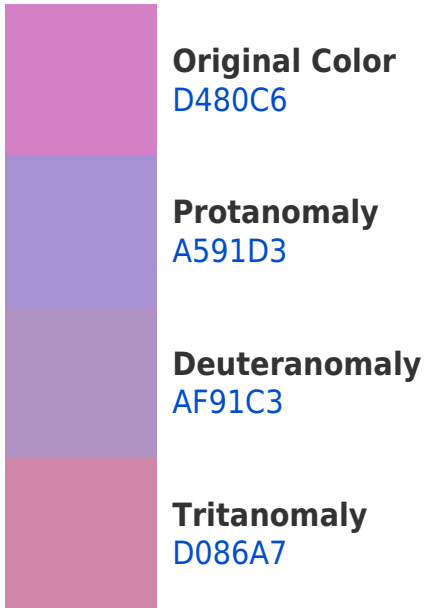 Original Color
D480C6
Protanomaly
A591D3
Deuteranomaly
AF91C3
Tritanomaly
D086A7